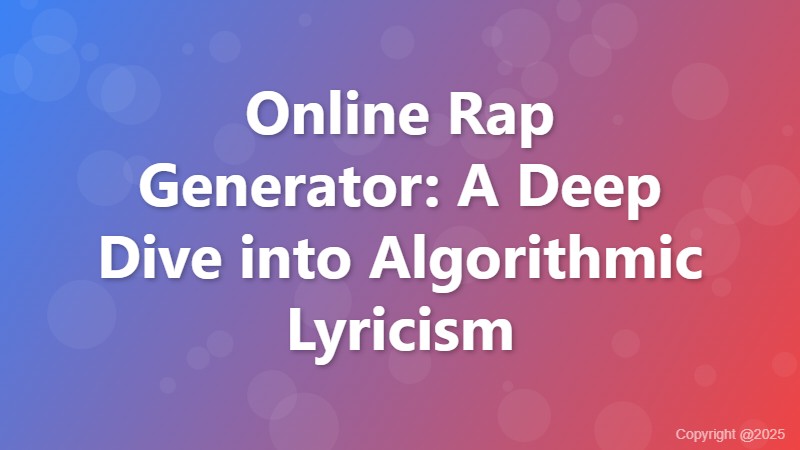 Online Rap
Generator: A Deep
Dive into Algorithmic
Lyricism
Copyright @2025